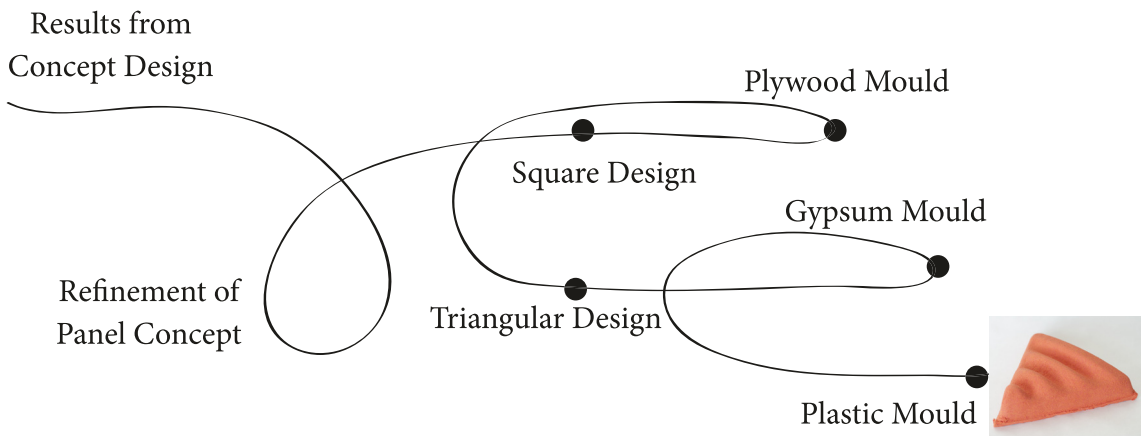 Results from
Concept Design
Plywood Mould
Square Design
Gypsum Mould
Refinement of
Panel Concept
Triangular Design
Plastic Mould